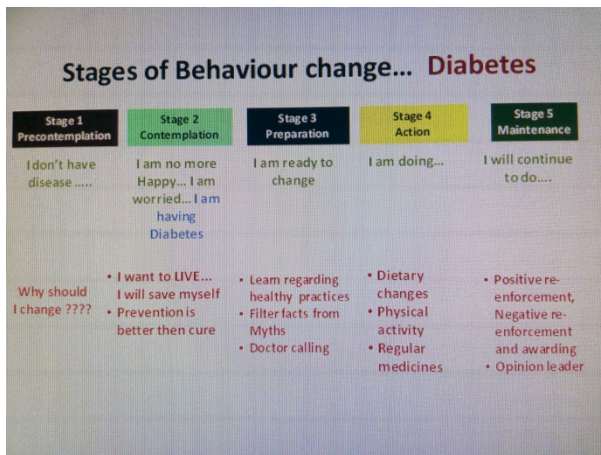 Stages of Behaviour change... Diabetes
Stage 1
Precontemplation
Stage 2
Contemplation
Stage 3
Preparation
Stage 4
Action
Stage 5
Maintenance
I don't have
disease .....
I am no more
Happy... I am
worried... I am
having
Diabetes
I am ready to
change
I am doing...
I will continue
to do....
Why should
I change ????
• I want to LIVE...
I will save myself
• Prevention is
better then cure
• Learn regarding
healthy practices
• Filter facts from
Myths
• Doctor calling
• Dietary
changes
• Physical
activity
• Regular
medicines
• Positive re-
enforcement,
Negative re-
enforcement
and awarding
• Opinion leader